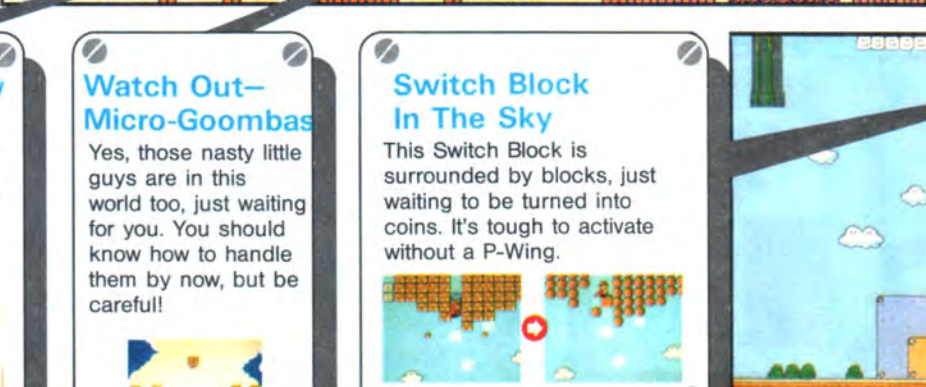 Watch Out—
Micro-Goombas
Yes, those nasty little
guys are in this
world too, just waiting
for you. You should
know how to handle
them by now, but be
careful!
Switch Block
In The Sky
This Switch Block is
surrounded by blocks, just
waiting to be turned into
coins. It's tough to activate
without a P-Wing.